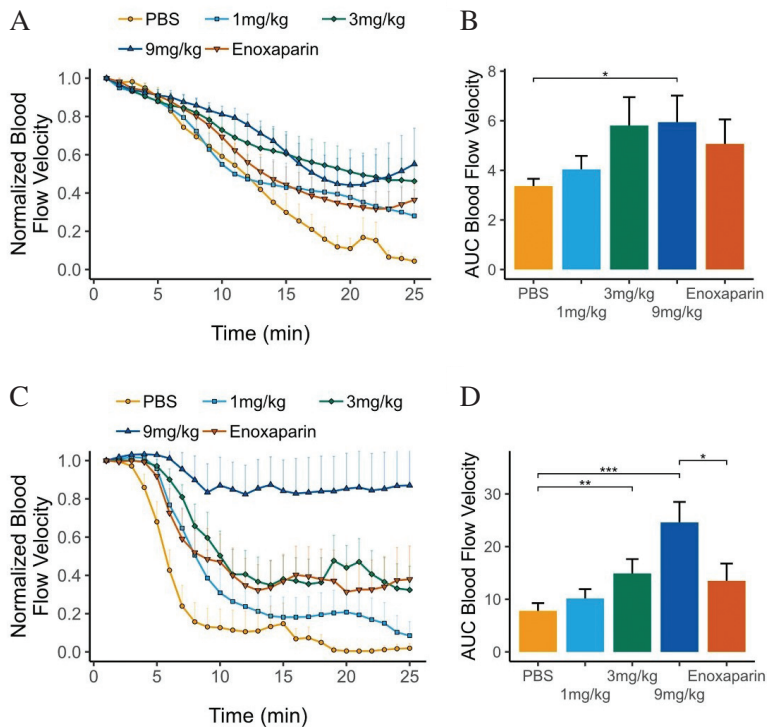 A
PBS 1mg/kg 3mg/kg
9mg/kg Enoxaparin
Normalized Blood
Flow Velocity
1.0
0.8
0.6
0.4
0.2
0.0
0 5 10 15 20 25
Time (min)
B
AUC Blood Flow Velocity
8
6
4
2
0
*
PBS 3mg/kg Enoxaparin
1mg/kg 9mg/kg
C
PBS 1mg/kg 3mg/kg
9mg/kg Enoxaparin
Normalized Blood
Flow Velocity
1.0
0.8
0.6
0.4
0.2
0.0
0 5 10 15 20 25
Time (min)
D
AUC Blood Flow Velocity
30
20
10
0
*
***
**
PBS 3mg/kg Enoxaparin
1mg/kg 9mg/kg